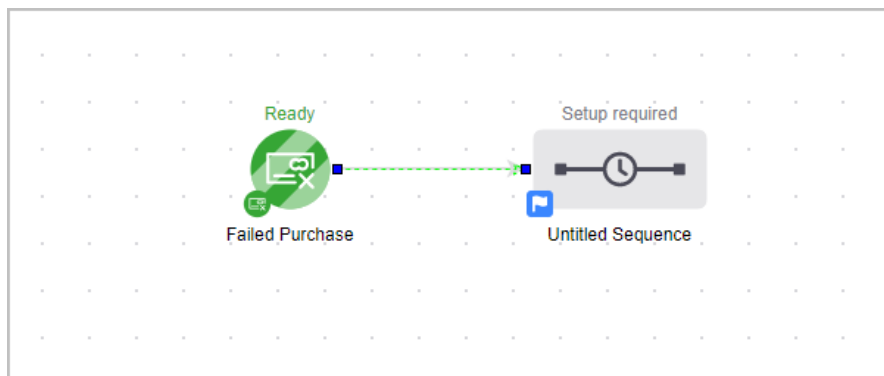 Ready
Setup required
Failed Purchase
Untitled Sequence